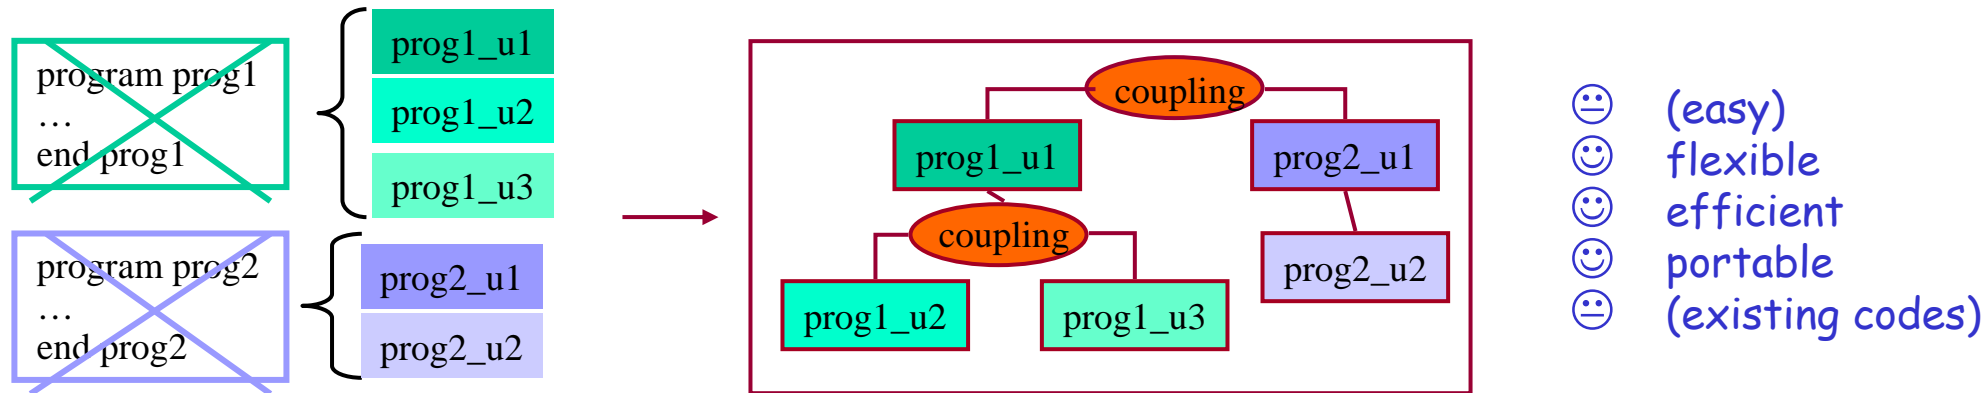 program prog1
…
end prog1
prog1_u1
prog1_u2
prog1_u3
program prog2
…
end prog2
prog2_u1
prog2_u2
coupling
prog1_u1
prog2_u1
coupling
prog2_u2
prog1_u2
prog1_u3
(easy)
flexible
efficient
portable
(existing codes)